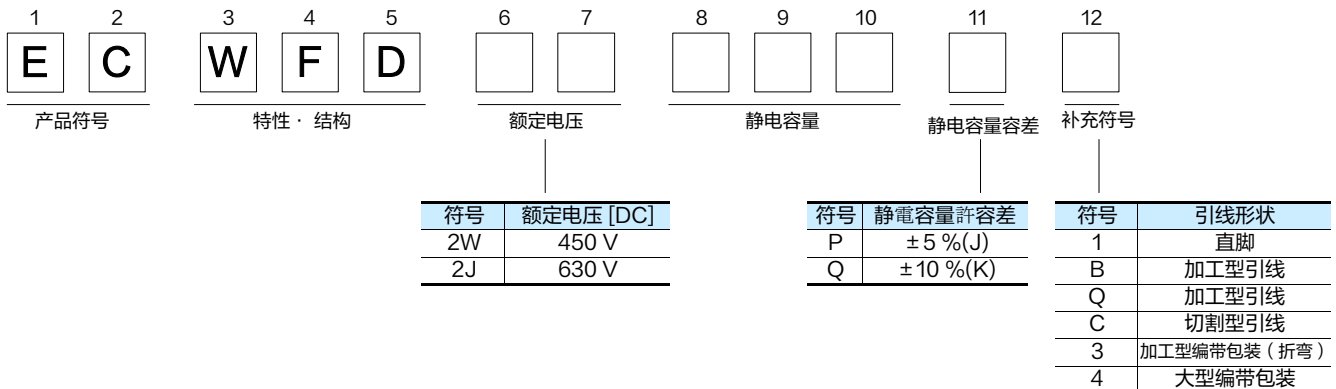 1 2 3 4 5 6 7 8 9 10 11 12
E C W F D
产品符号 特性· 结构 额定电压 静电容量 静电容量容差 补充符号
符号 额定电压 [DC]
2W 450 V
2J 630 V
符号 静電容量許容差
P ±5 %(J)
Q ±10 %(K)
符号 引线形状
1 直脚
B 加工型引线
Q 加工型引线
C 切割型引线
3 加工型编带包装(折弯)
4 大型编带包装